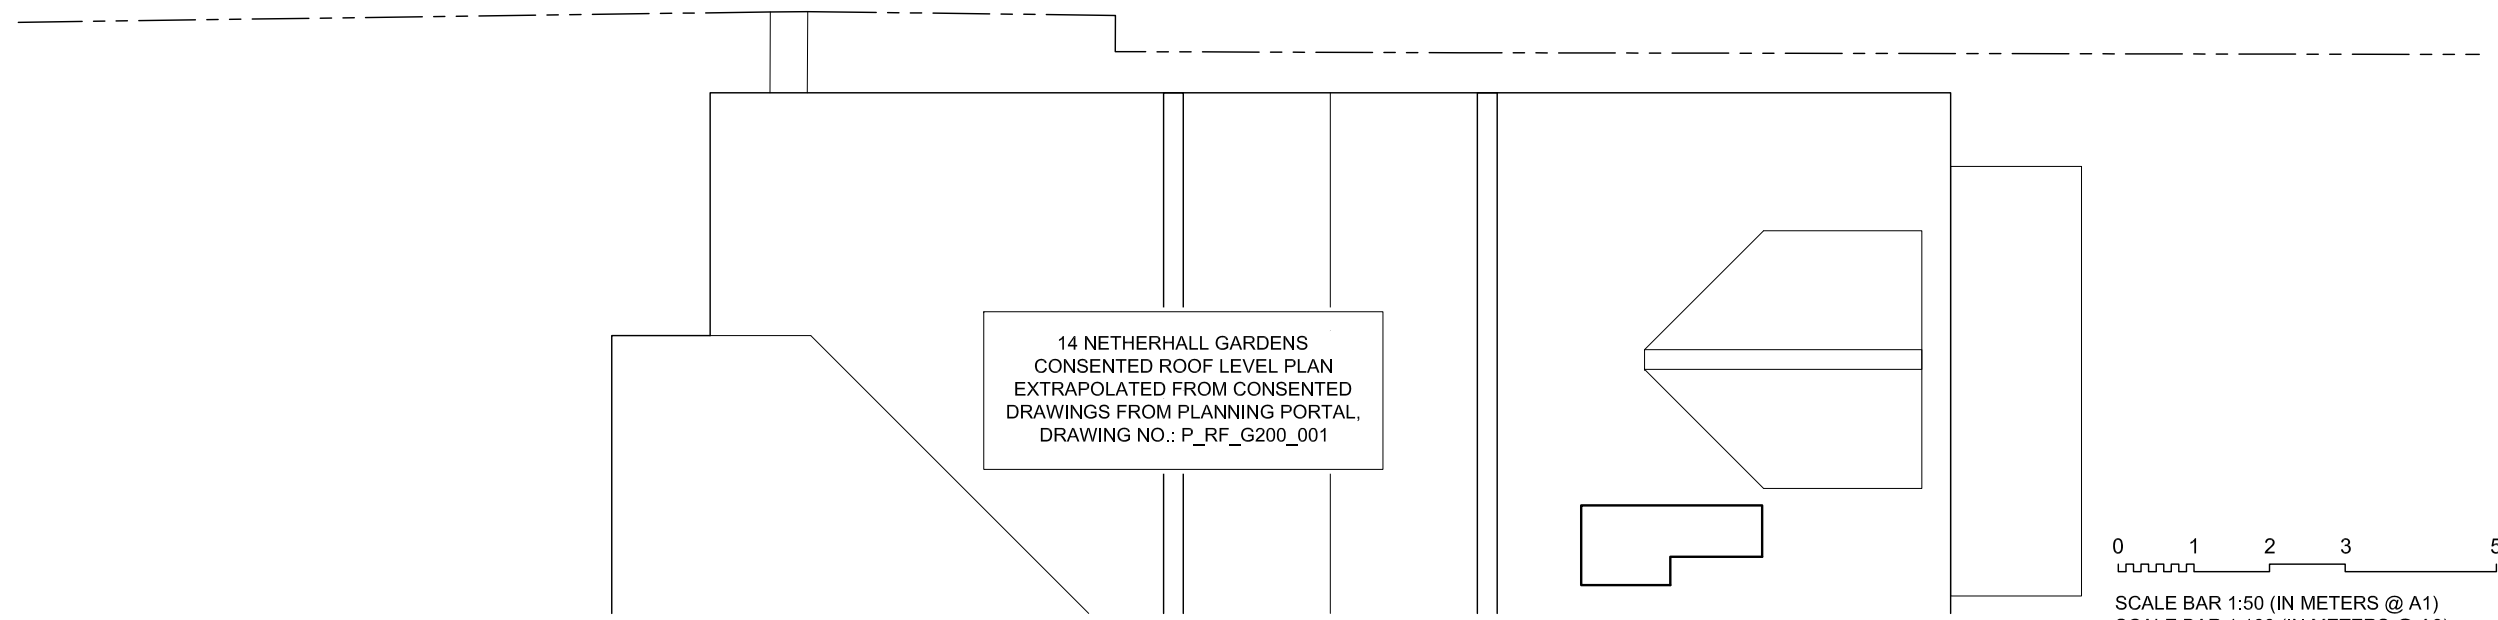 14 NETHERHALL GARDENS
CONSENTED ROOF LEVEL PLAN
EXTRAPOLATED FROM CONSENTED
DRAWINGS FROM PLANNING PORTAL,
DRAWING NO.: P_RF_G200_001
0 1 2 3 5
SCALE BAR 1:50 (IN METERS @ A1)